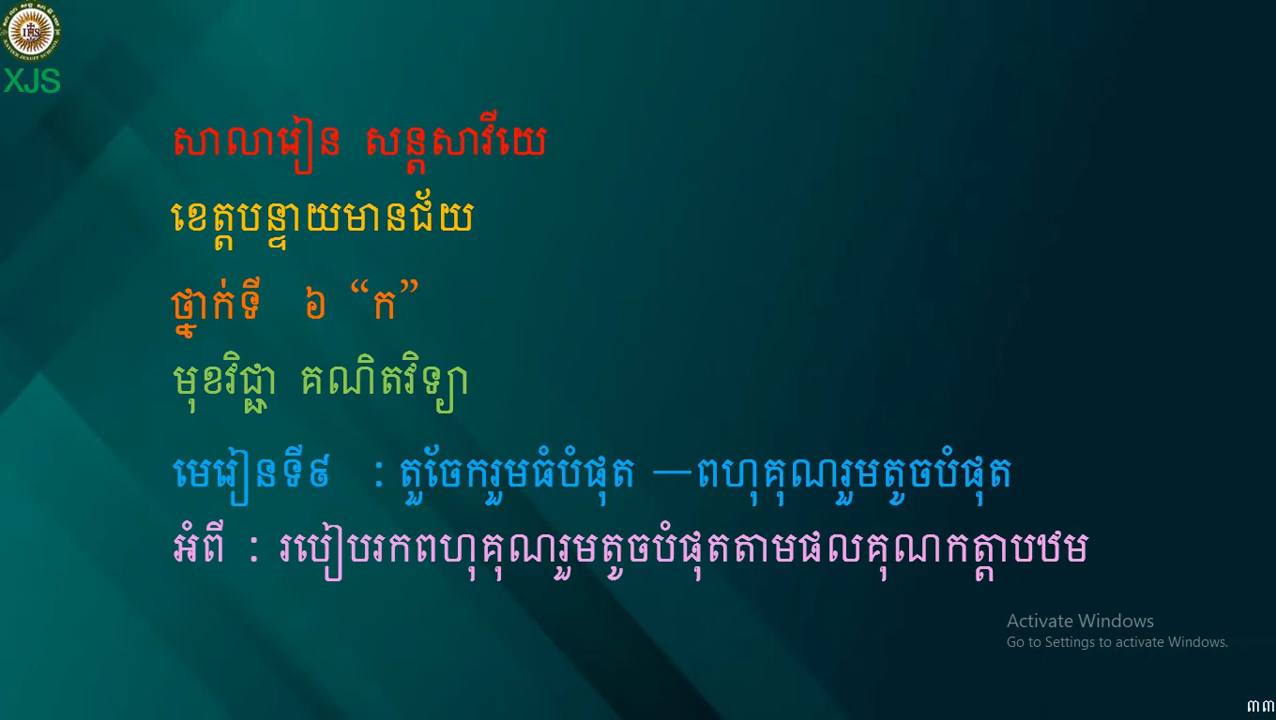 XJS
សាលារៀន សន្តសាវីយេ
ខេត្តបន្ទាយមានជ័យ
ថ្នាក់ទី ៦ “ក”
មុខវិជ្ជា គណិតវិទ្យា
មេរៀនទី៩ : តួចែករួមធំបំផុត —ពហុគុណរួមតូចបំផុត
អំពី : របៀបរកពហុគុណរួមតូចបំផុតតាមផលគុណកត្តាបឋម
Activate Windows
Go to Settings to activate Windows.
៣៣